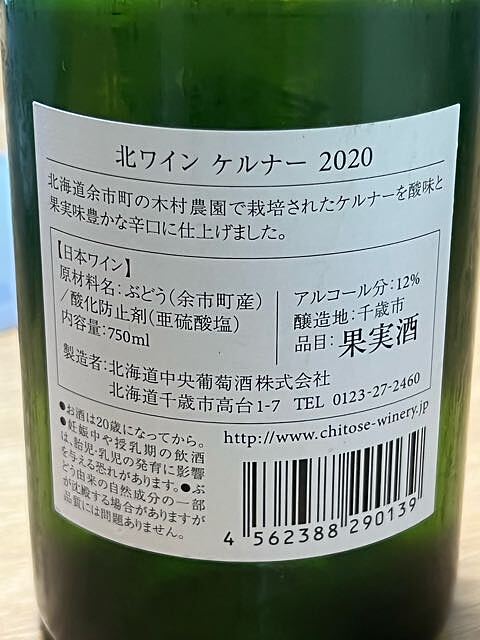 北ワイン ケルナー 2020
北海道余市町の木村農園で栽培されたケルナーを酸味と
果実味豊かな辛口に仕上げました。
【日本ワイン】
原材料名：ぶどう（余市町産）
/酸化防止剤（亜硫酸塩）
内容量：750ml
アルコール分：12%
醸造地：千歳市
品目：果実酒
製造者：北海道中央葡萄酒株式会社
北海道千歳市高台1-7 TEL 0123-27-2460
●お酒は20歳になってから。
●妊娠中や授乳期の飲酒
は、胎児・乳児の発育に影響
を与える恐れがあります。●ぶ
どう由来の自然成分の一部
が沈殿する場合がありますが
品質には問題ありません。
http://www.chitose-winery.jp
4 562388 290139